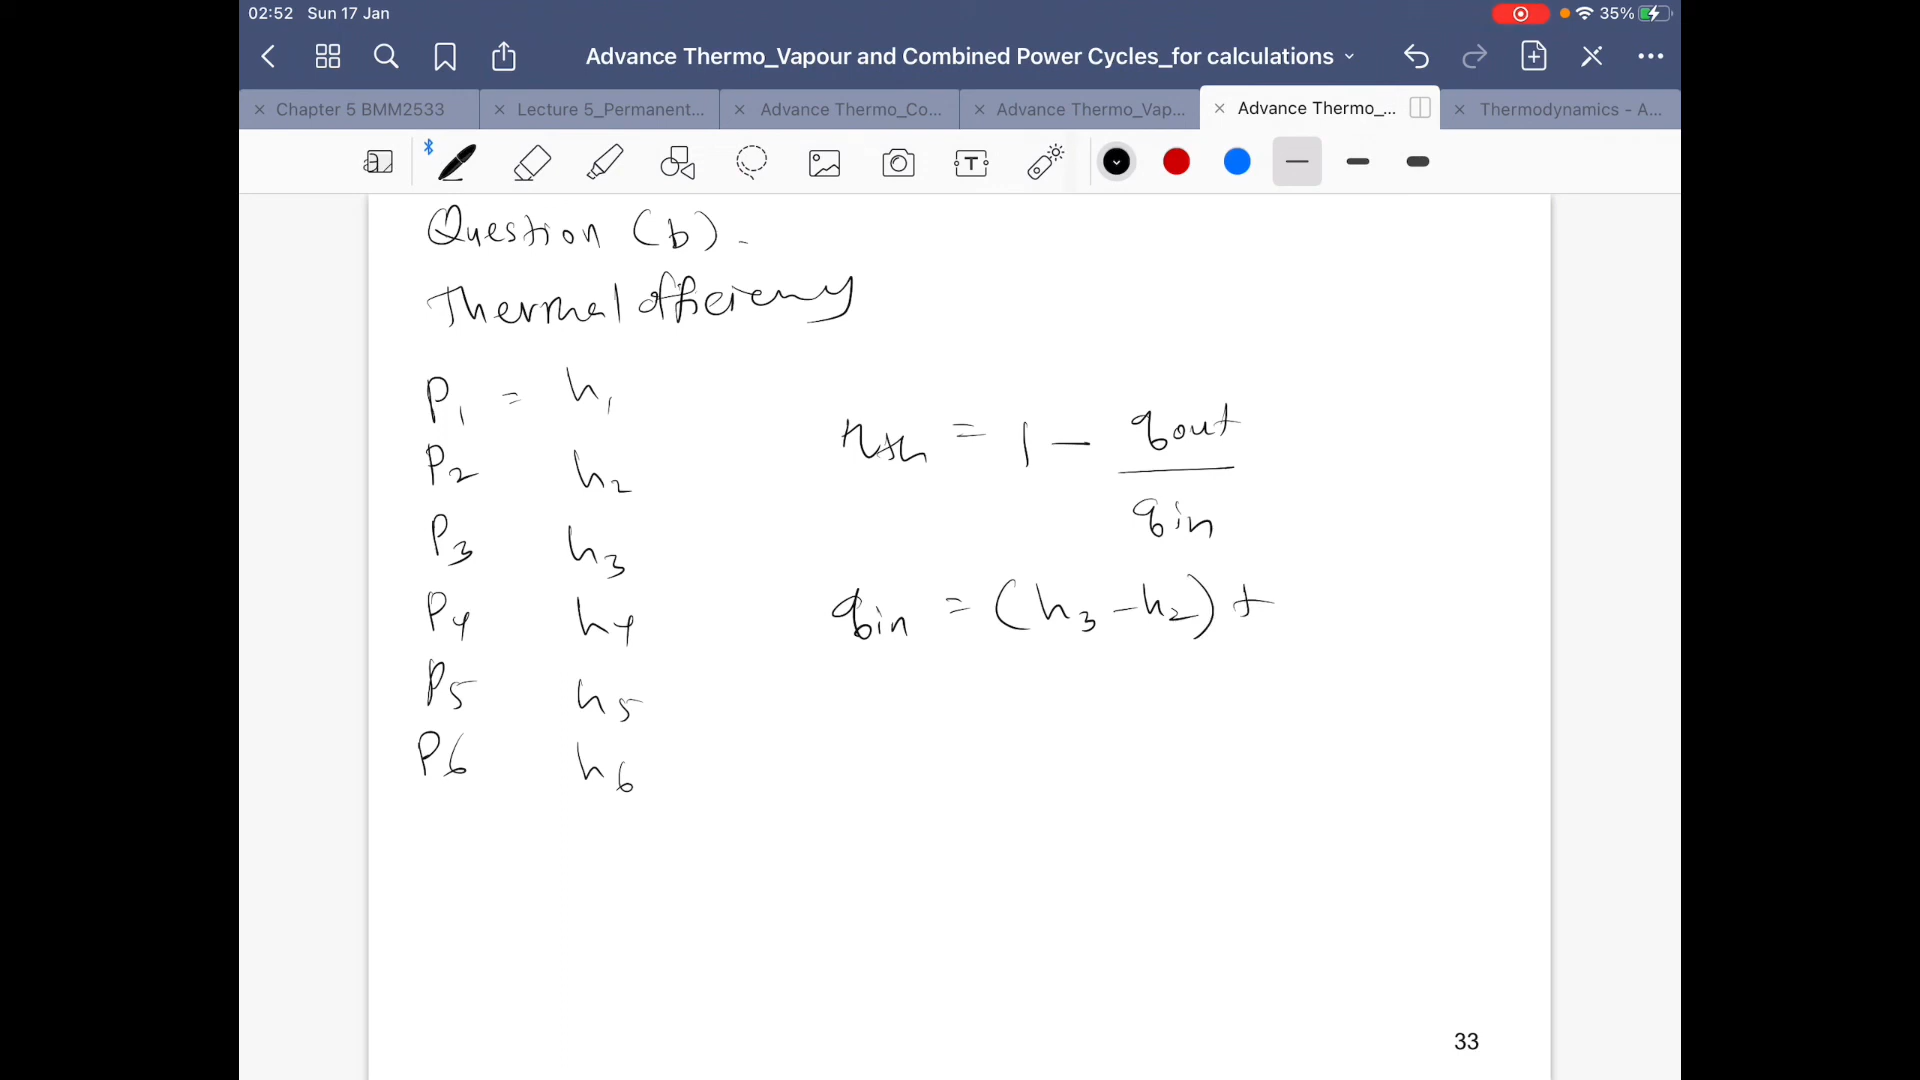 02:52 Sun 17 Jan
35%
Advance Thermo_Vapour and Combined Power Cycles_for calculations
Chapter 5 BMM2533
Lecture 5_Permanent...
Advance Thermo_Co...
Advance Thermo_Vap...
Advance Thermo_...
Thermodynamics - A...
Question (b).
Thermal efficiency
P1 = h1
P2 h2
P3 h3
P4 h4
P5 h5
P6 h6
ηth = 1 - qout / qin
qin = (h3 - h2) +
33